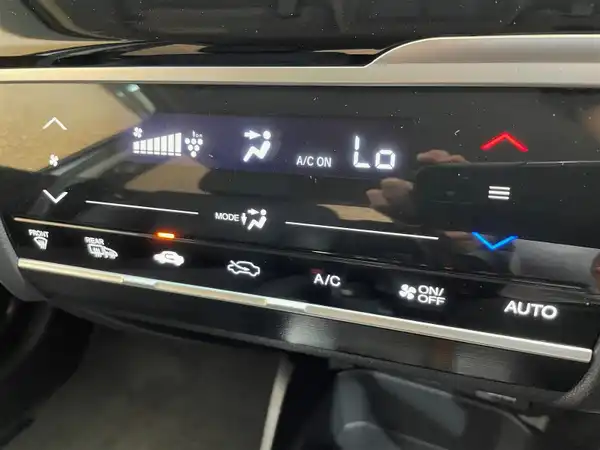 A/C ON Lo
MODE
FRONT
REAR
A/C
ON/
OFF
AUTO